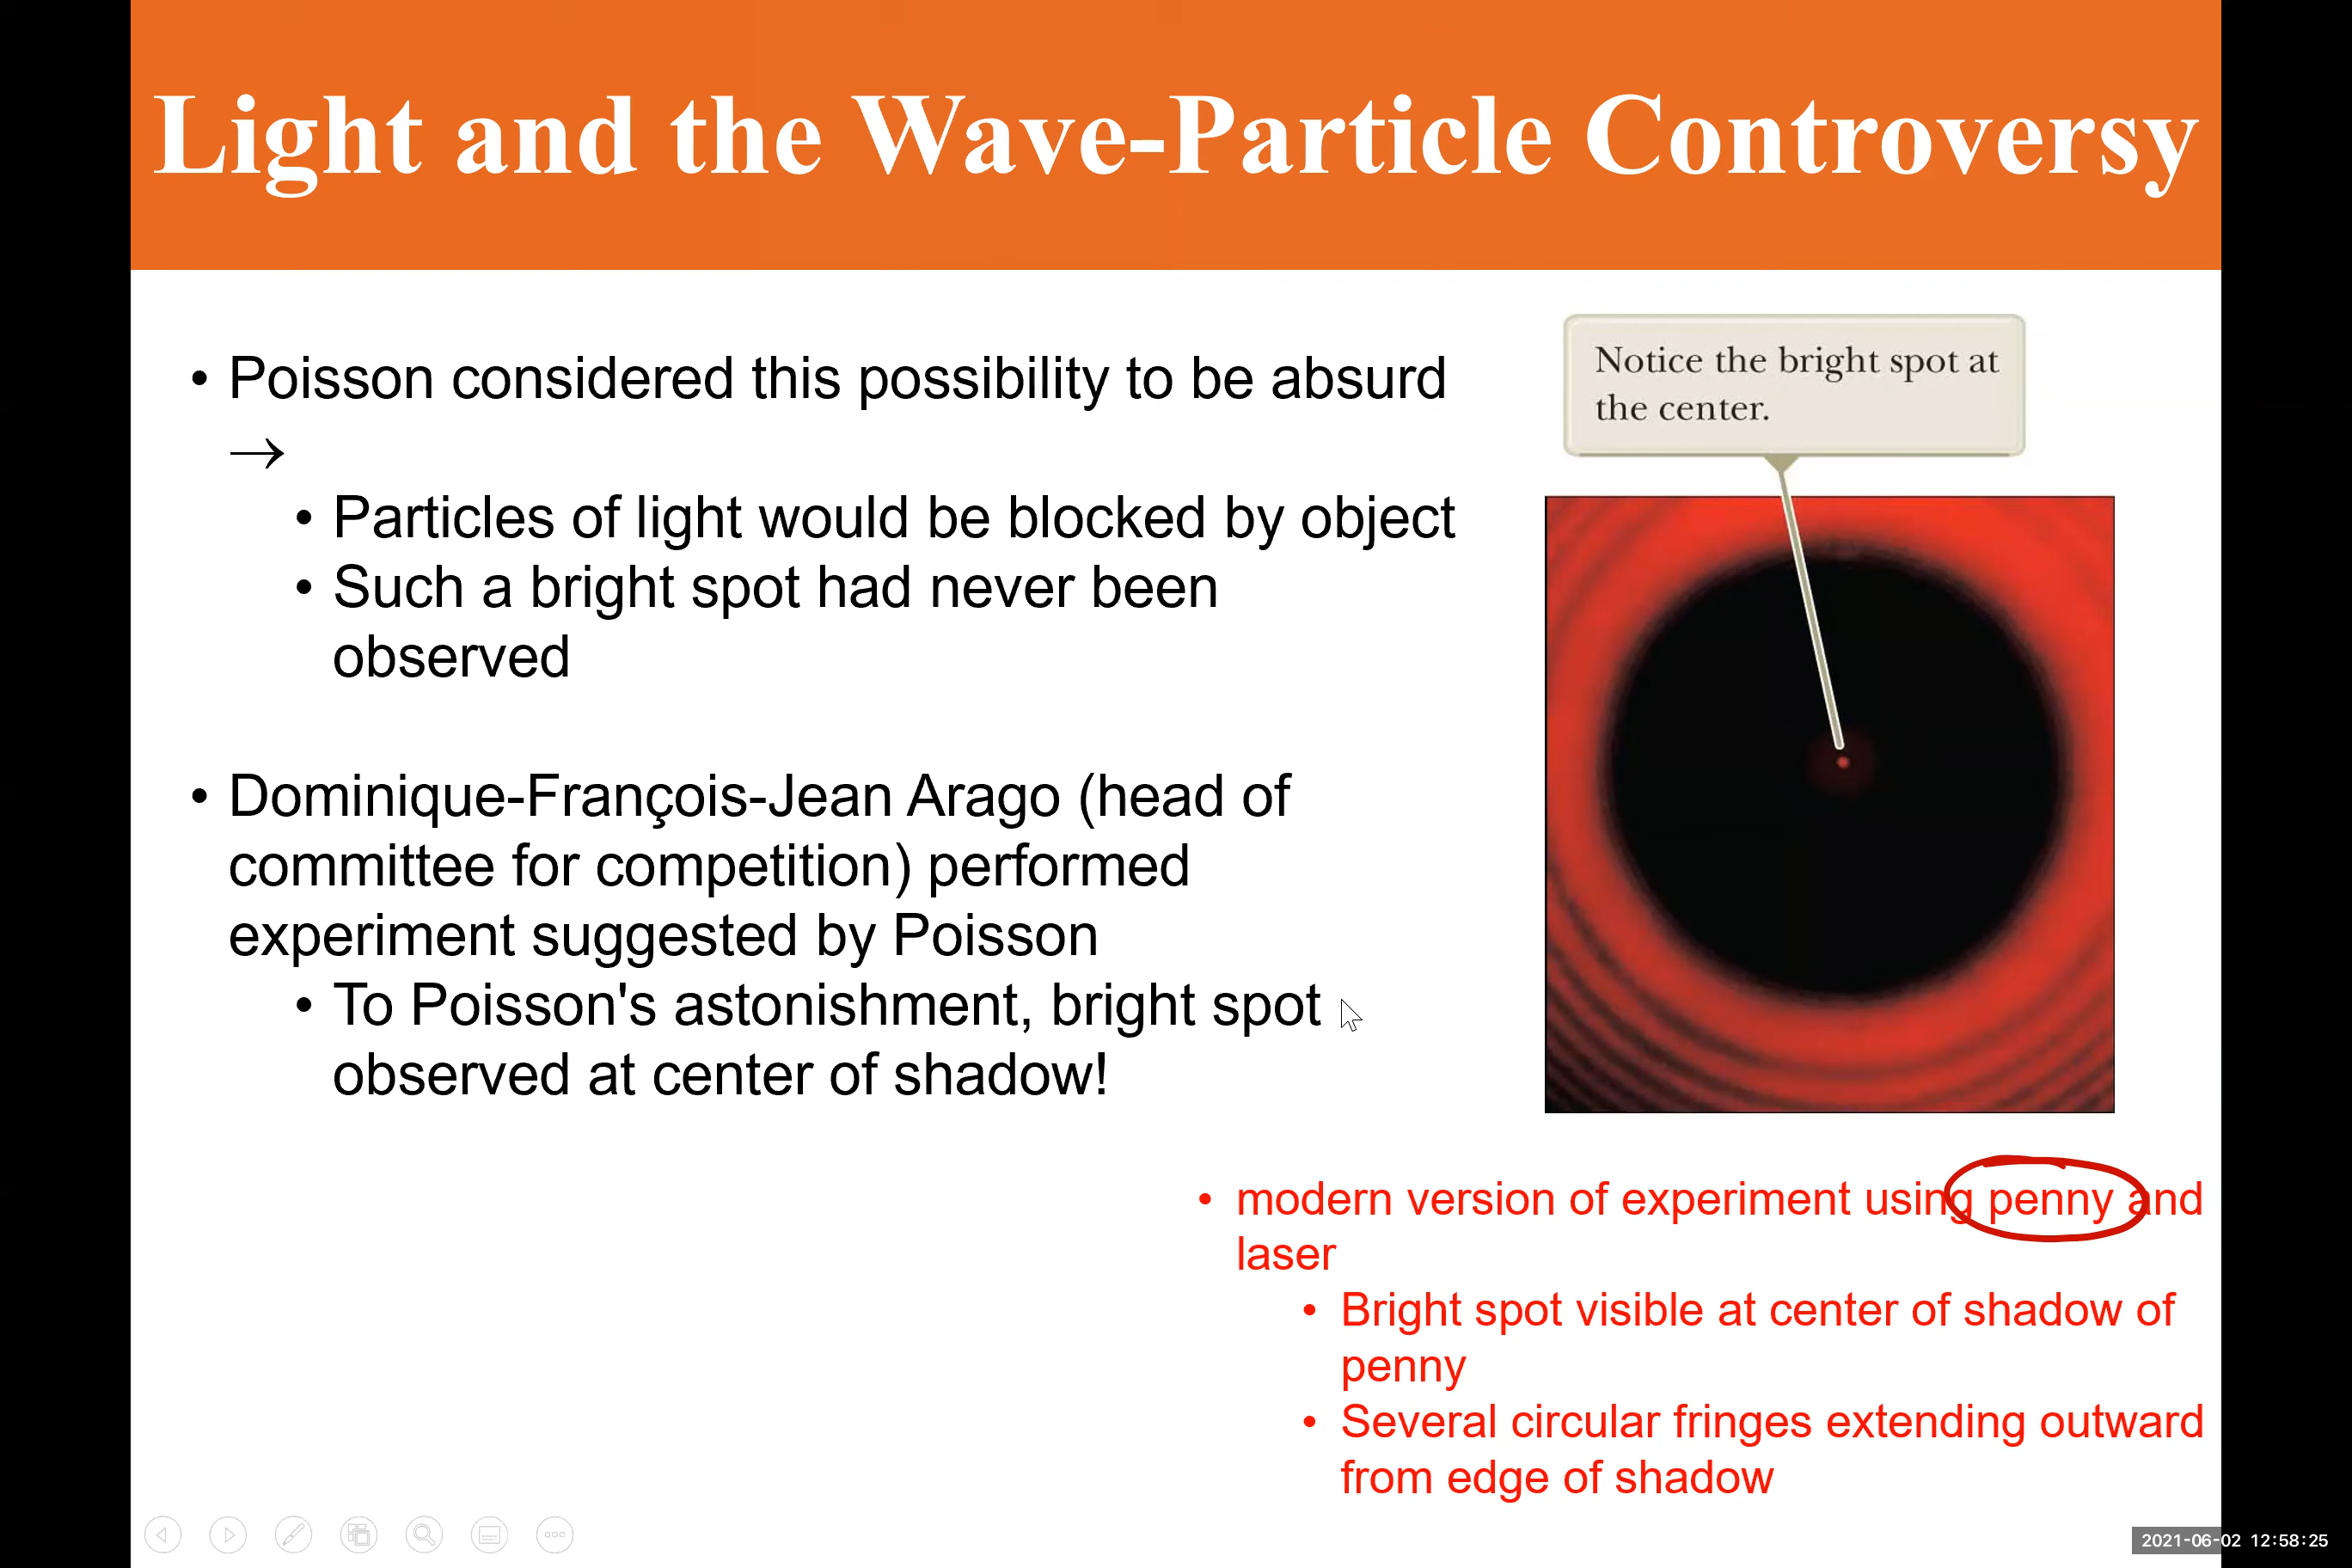 Light and the Wave-Particle Controversy
• Poisson considered this possibility to be absurd
→
• Particles of light would be blocked by object
• Such a bright spot had never been
observed
• Dominique-François-Jean Arago (head of
committee for competition) performed
experiment suggested by Poisson
• To Poisson's astonishment, bright spot
observed at center of shadow!
Notice the bright spot at
the center.
• modern version of experiment using penny and
laser
• Bright spot visible at center of shadow of
penny
• Several circular fringes extending outward
from edge of shadow
2021-06-02 12:58:25